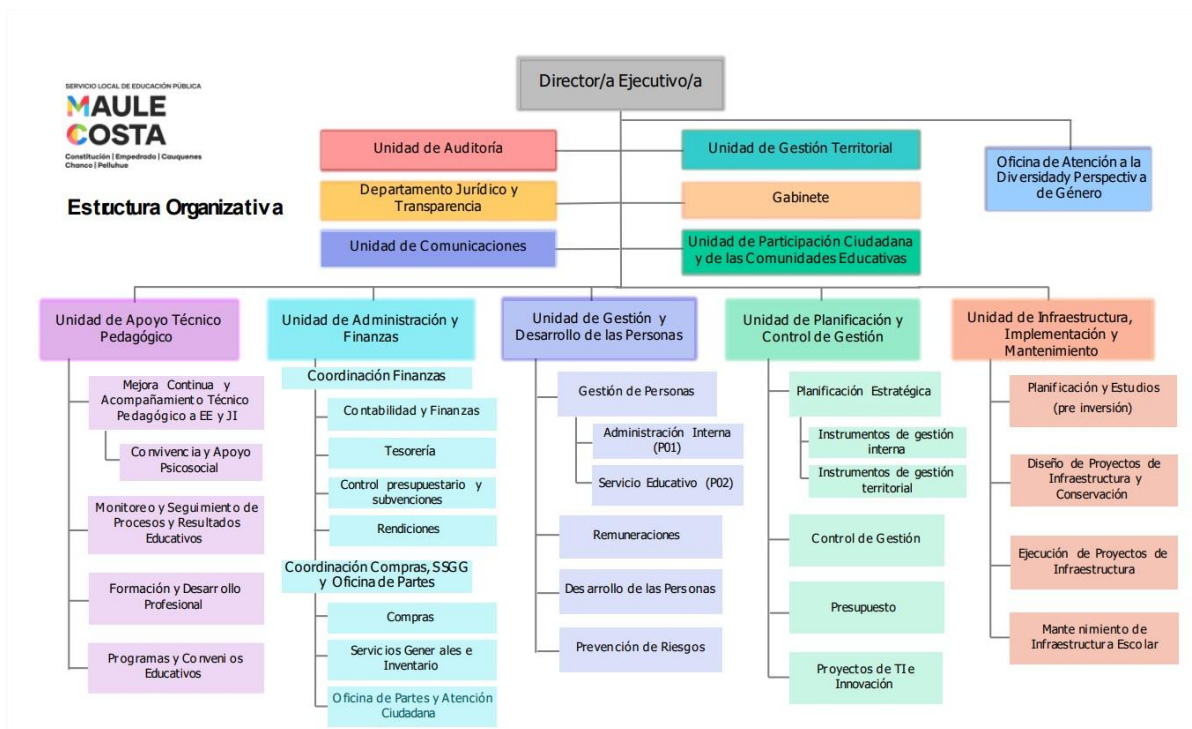 SERVICIO LOCAL DE EDUCACIÓN PÚBLICA
MAULE
COSTA
Constitución | Empedrado | Cauquenes
Chanco | Pelluhue
Estructura Organizativa
Director/a Ejecutivo/a
Unidad de Auditoría
Unidad de Gestión Territorial
Departamento Jurídico y
Transparencia
Gabinete
Unidad de Comunicaciones
Unidad de Participación Ciudadana
y de las Comunidades Educativas
Oficina de Atención a la
Diversidady Perspectiva
de Género
Unidad de Apoyo Técnico
Pedagógico
Mejora Continua y
Acompañamiento Técnico
Pedagógico a EE y JI
Convivencia y Apoyo
Psicosocial
Monitoreo y Seguimiento de
Procesos y Resultados
Educativos
Formación y Desarrollo
Profesional
Programas y Convenios
Educativos
Unidad de Administración y
Finanzas
Coordinación Finanzas
Contabilidad y Finanzas
Tesorería
Control presupuestario y
subvenciones
Rendiciones
Coordinación Compras, SSGG
y Oficina de Partes
Compras
Servicios Generales e
Inventario
Oficina de Partes y Atención
Ciudadana
Unidad de Gestión y
Desarrollo de las Personas
Gestión de Personas
Administración Interna
(P01)
Servicio Educativo (P02)
Remuneraciones
Desarrollo de las Personas
Prevención de Riesgos
Unidad de Planificación y
Control de Gestión
Planificación Estratégica
Instrumentos de gestión
interna
Instrumentos de gestión
territorial
Control de Gestión
Presupuesto
Proyectos de TI e
Innovación
Unidad de Infraestructura,
Implementación y
Mantenimiento
Planificación y Estudios
(pre inversión)
Diseño de Proyectos de
Infraestructura y
Conservación
Ejecución de Proyectos de
Infraestructura
Mantenimiento de
Infraestructura Escolar